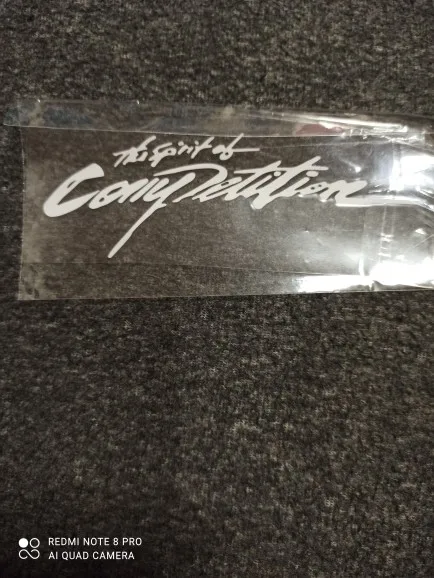 The Spirit of
Competition
REDMI NOTE 8 PRO
AI QUAD CAMERA